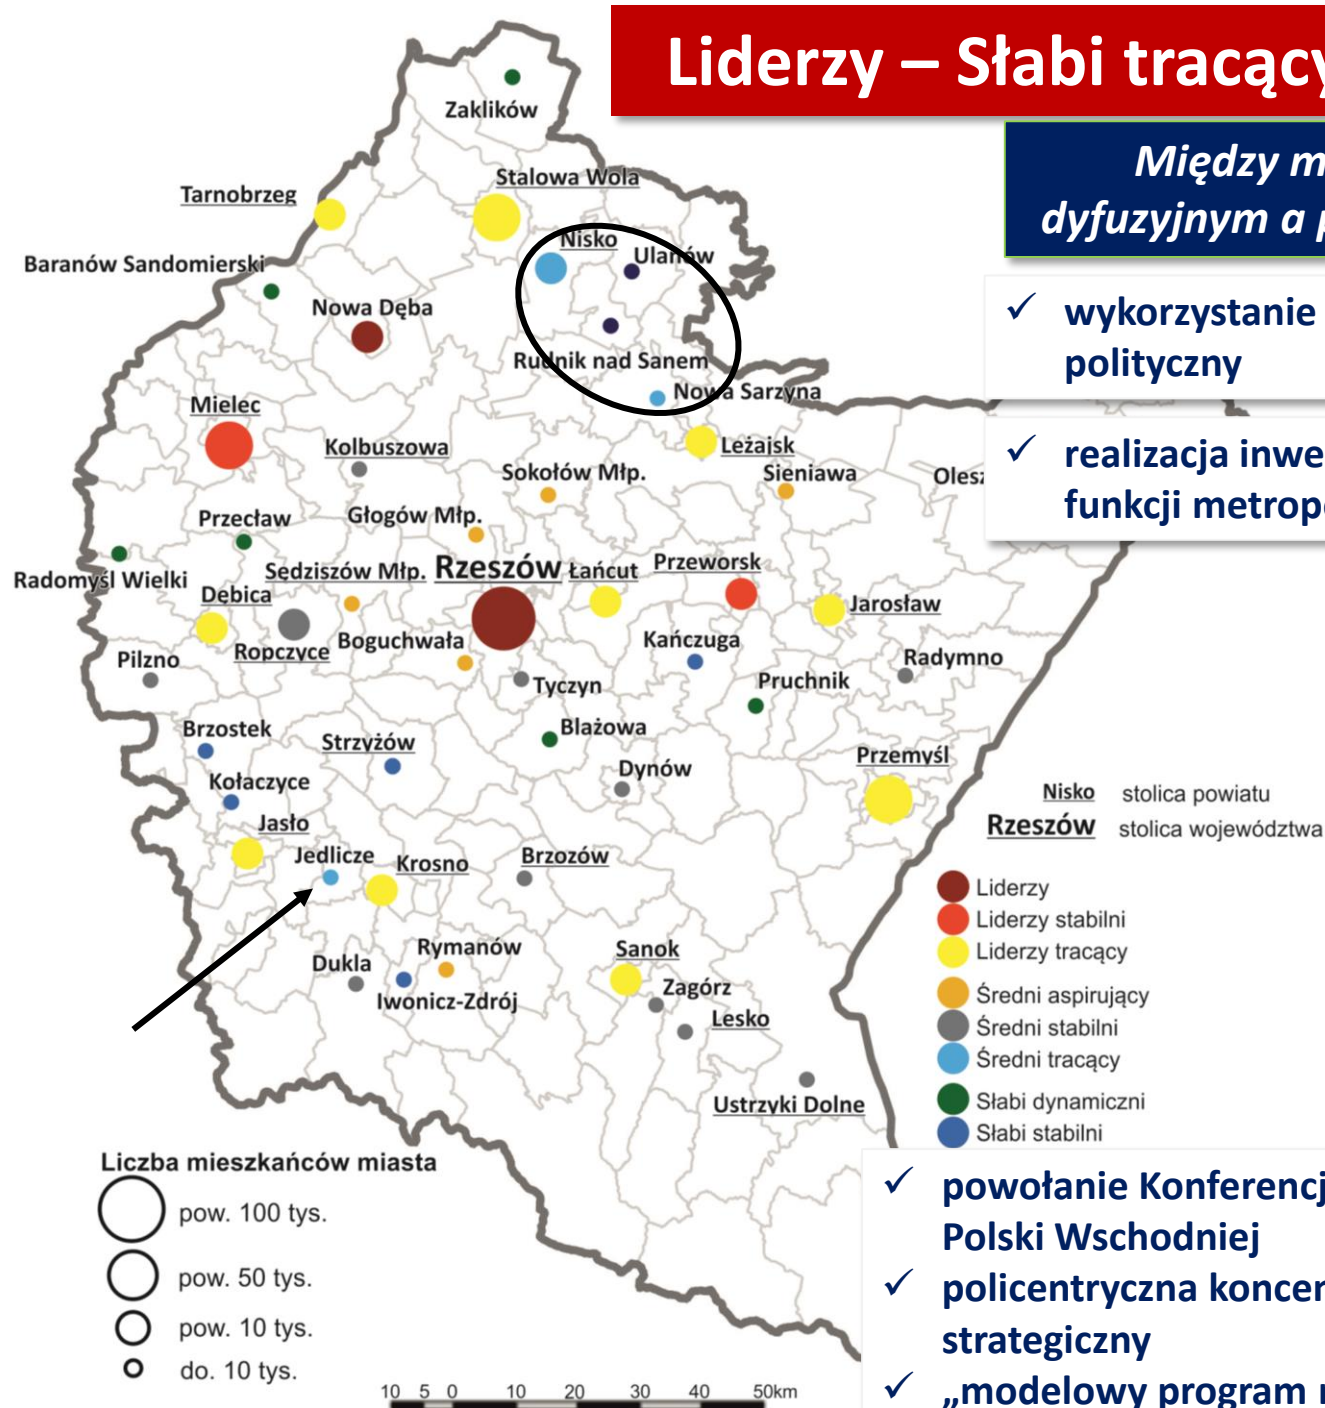 Liderzy – Słabi tracący
Między m
dyfuzyjnym a p
✓ wykorzystanie
polityczny
✓ realizacja inwe
funkcji metrop
Zaklików
Stalowa Wola
Tarnobrzeg
Nisko
Ulanów
Baranów Sandomierski
Nowa Dęba
Rudnik nad Sanem
Nowa Sarzyna
Mielec
Kolbuszowa
Leżajsk
Sokołów Młp.
Sieniawa
Olesz
Przecław
Głogów Młp.
Radomyśl Wielki
Sędziszów Młp.
Rzeszów
Łańcut
Przeworsk
Dębica
Jarosław
Ropczyce
Boguchwała
Kańczuga
Pilzno
Radymno
Tyczyn
Pruchnik
Brzostek
Strzyżów
Błażowa
Przemyśl
Kołaczyce
Dynów
Jasło
Jedlicze
Krosno
Brzozów
Rymanów
Sanok
Dukla
Iwonicz-Zdrój
Zagórz
Lesko
Ustrzyki Dolne
Nisko stolica powiatu
Rzeszów stolica województwa
Liderzy
Liderzy stabilni
Liderzy tracący
Średni aspirujący
Średni stabilni
Średni tracący
Słabi dynamiczni
Słabi stabilni
✓ powołanie Konferencj
Polski Wschodniej
✓ policentryczna koncen
strategiczny
✓ „modelowy program r
Liczba mieszkańców miasta
pow. 100 tys.
pow. 50 tys.
pow. 10 tys.
do. 10 tys.
10 5 0 10 20 30 40 50km